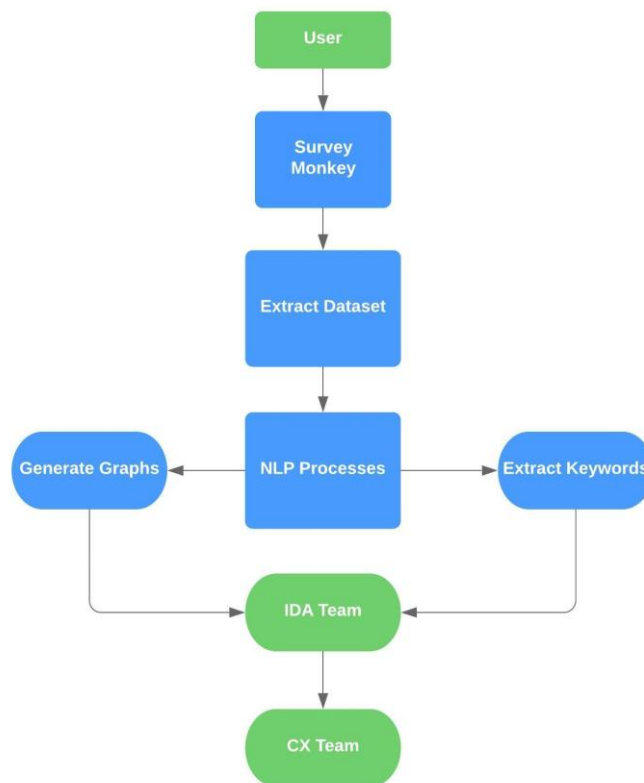 User
Survey
Monkey
Extract Dataset
Generate Graphs
NLP Processes
Extract Keywords
IDA Team
CX Team